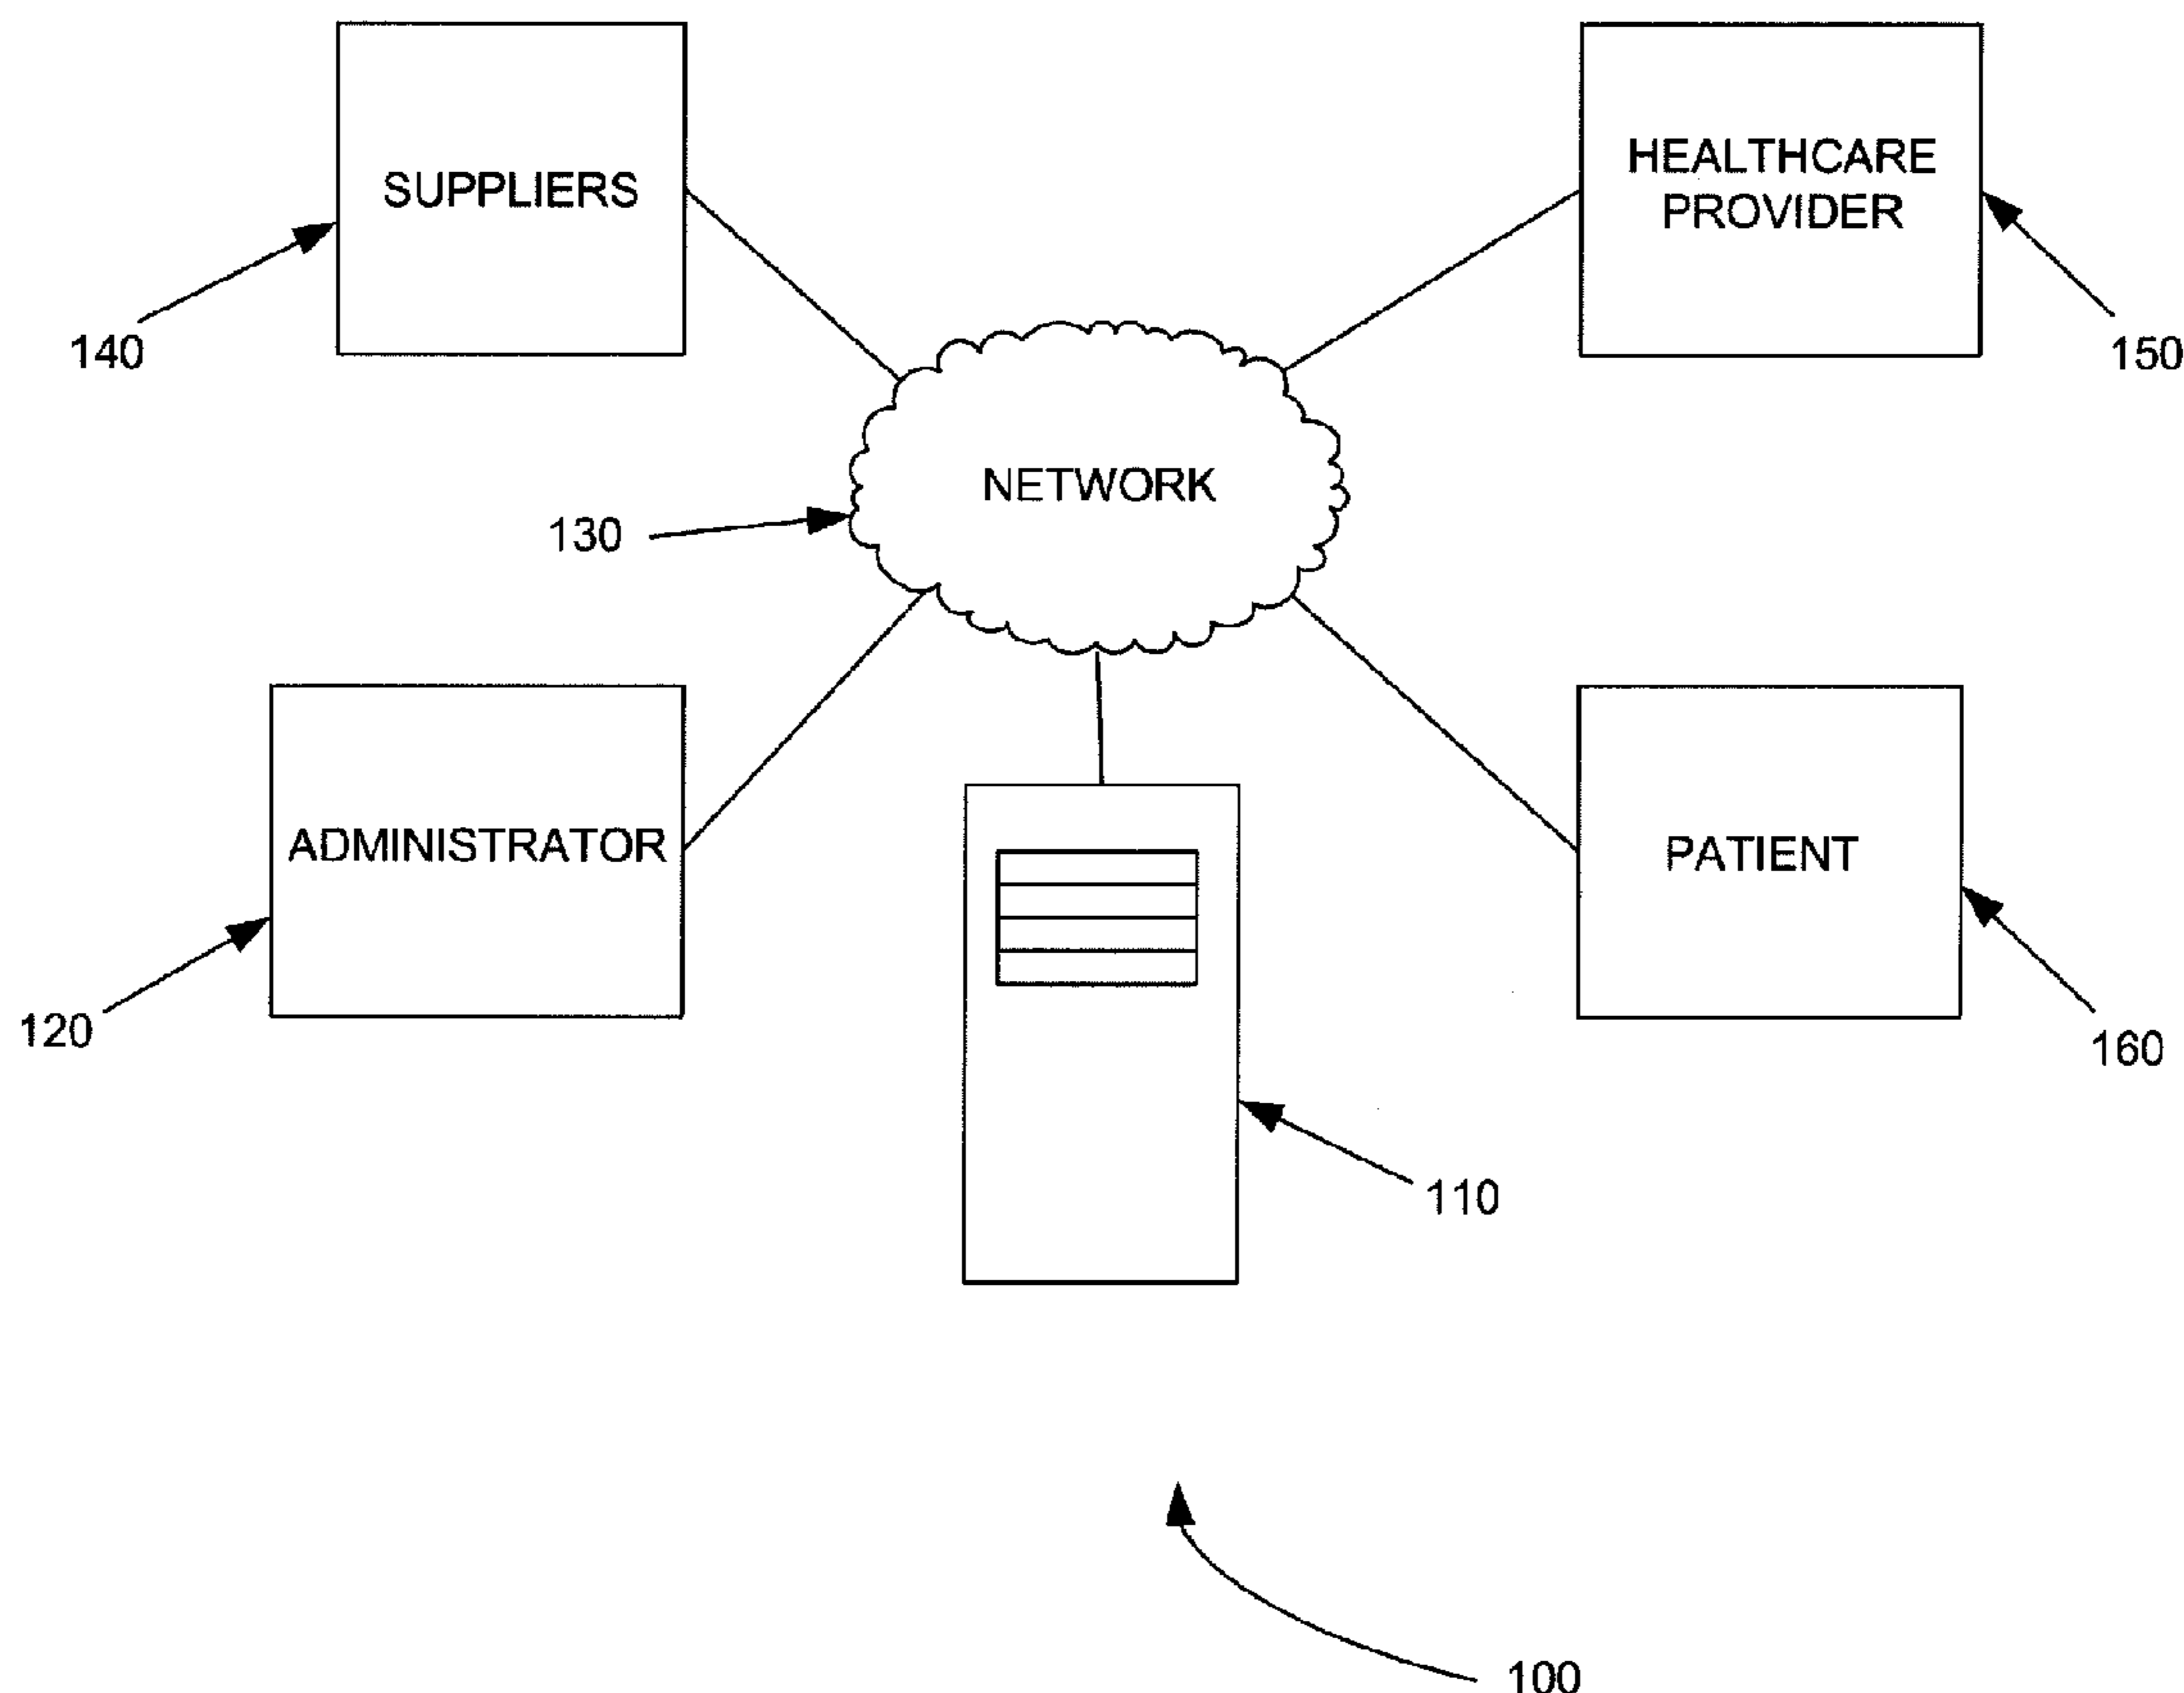 SUPPLIERS
HEALTHCARE
PROVIDER
140
150
NETWORK
130
ADMINISTRATOR
PATIENT
120
160
110
100